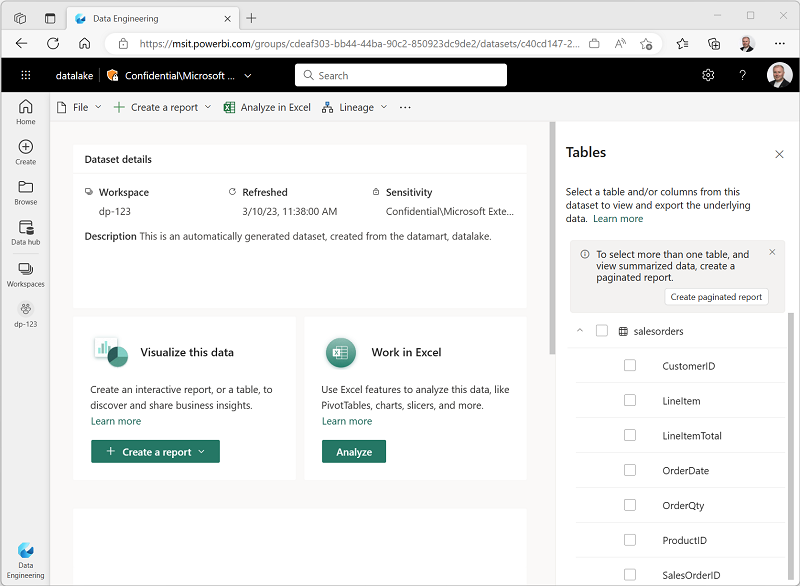 Data Engineering
https://msit.powerbi.com/groups/cdeaf303-bb44-44ba-90c2-850923dc9de2/datasets/c40cd147-2...
datalake
Confidential\Microsoft ...
Search
File
Create a report
Analyze in Excel
Lineage
Home
Create
Browse
Data hub
Workspaces
dp-123
Data
Engineering
Dataset details
Workspace
dp-123
Refreshed
3/10/23, 11:38:00 AM
Sensitivity
Confidential\Microsoft Exte...
Description This is an automatically generated dataset, created from the datamart, datalake.
Visualize this data
Create an interactive report, or a table, to
discover and share business insights.
Learn more
Create a report
Work in Excel
Use Excel features to analyze this data, like
PivotTables, charts, slicers, and more.
Learn more
Analyze
Tables
Select a table and/or columns from this
dataset to view and export the underlying
data. Learn more
To select more than one table, and
view summarized data, create a
paginated report.
Create paginated report
salesorders
CustomerID
LineItem
LineItemTotal
OrderDate
OrderQty
ProductID
SalesOrderID